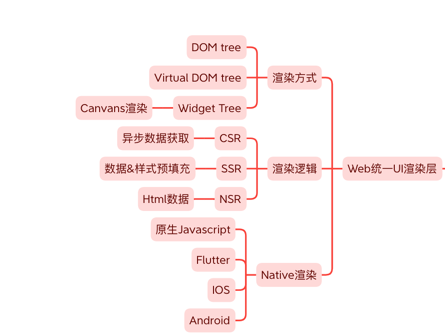 DOM tree
Virtual DOM tree
渲染方式
Canvans渲染
Widget Tree
异步数据获取
CSR
数据&样式预填充
SSR
渲染逻辑
Web统一UI渲染层
Html数据
NSR
原生Javascript
Flutter
Native渲染
IOS
Android